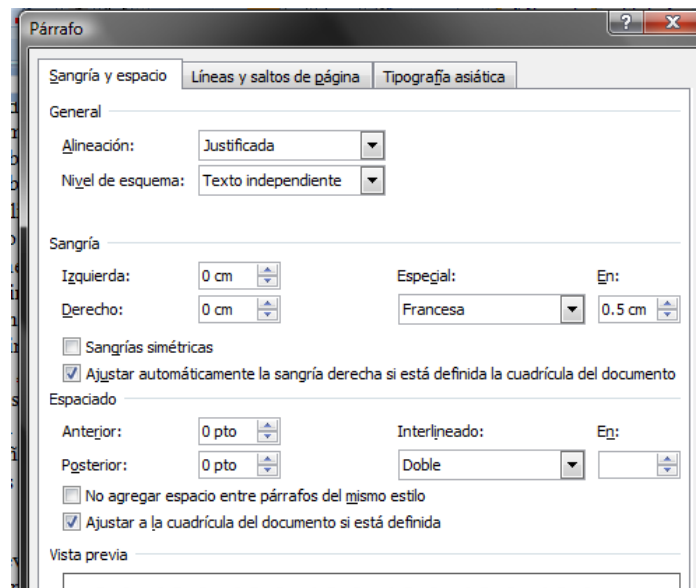 Párrafo
Sangría y espacio Líneas y saltos de página Tipografía asiática
General
Alineación: Justificada
Nivel de esquema: Texto independiente
Sangría
Izquierda: 0 cm Especial: En:
Derecho: 0 cm Francesa 0.5 cm
Sangrías simétricas
Ajustar automáticamente la sangría derecha si está definida la cuadrícula del documento
Espaciado
Anterior: 0 pto Interlineado: En:
Posterior: 0 pto Doble
No agregar espacio entre párrafos del mismo estilo
Ajustar a la cuadrícula del documento si está definida
Vista previa